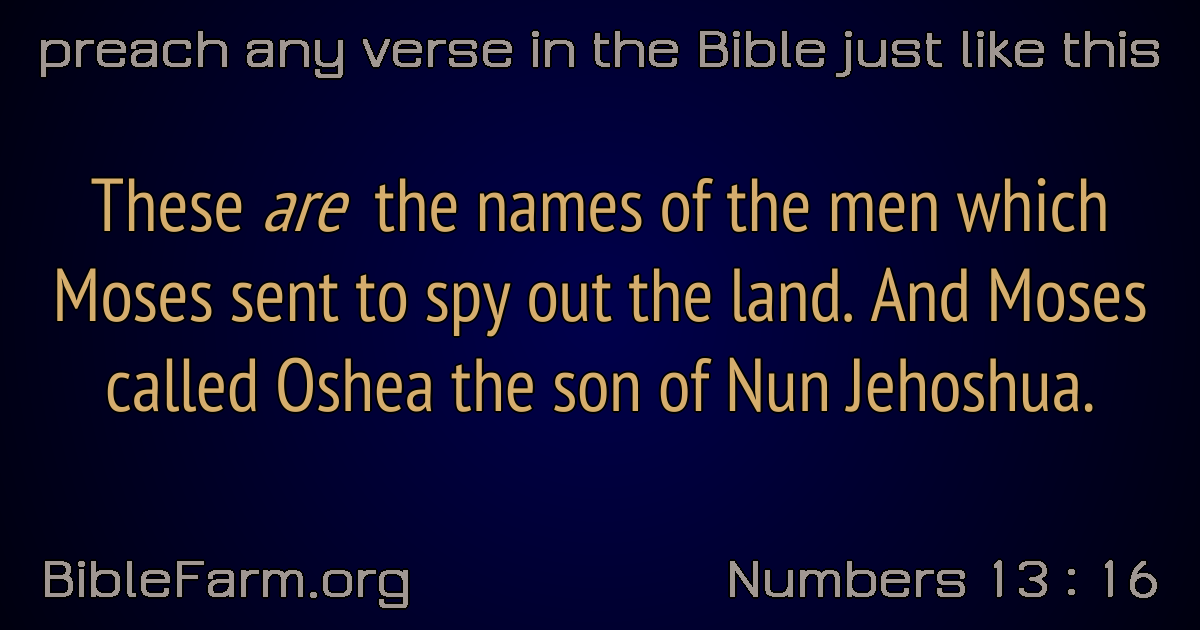 preach any verse in the Bible just like this
These are the names of the men which
Moses sent to spy out the land. And Moses
called Oshea the son of Nun Jehoshua.
BibleFarm.org
Numbers 13 : 16